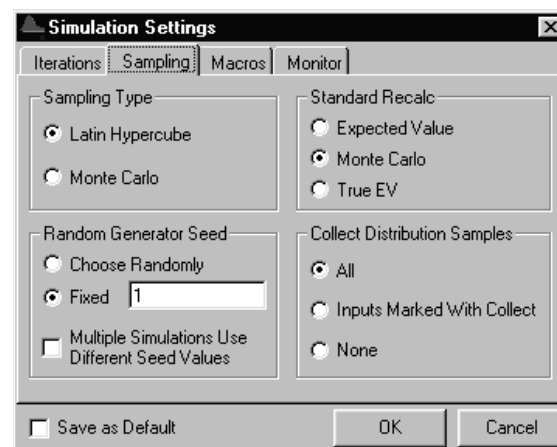 Simulation Settings
Iterations Sampling Macros Monitor
Sampling Type
Latin Hypercube
Monte Carlo
Standard Recalc
Expected Value
Monte Carlo
True EV
Random Generator Seed
Choose Randomly
Fixed 1
Multiple Simulations Use
Different Seed Values
Collect Distribution Samples
All
Inputs Marked With Collect
None
Save as Default
OK
Cancel